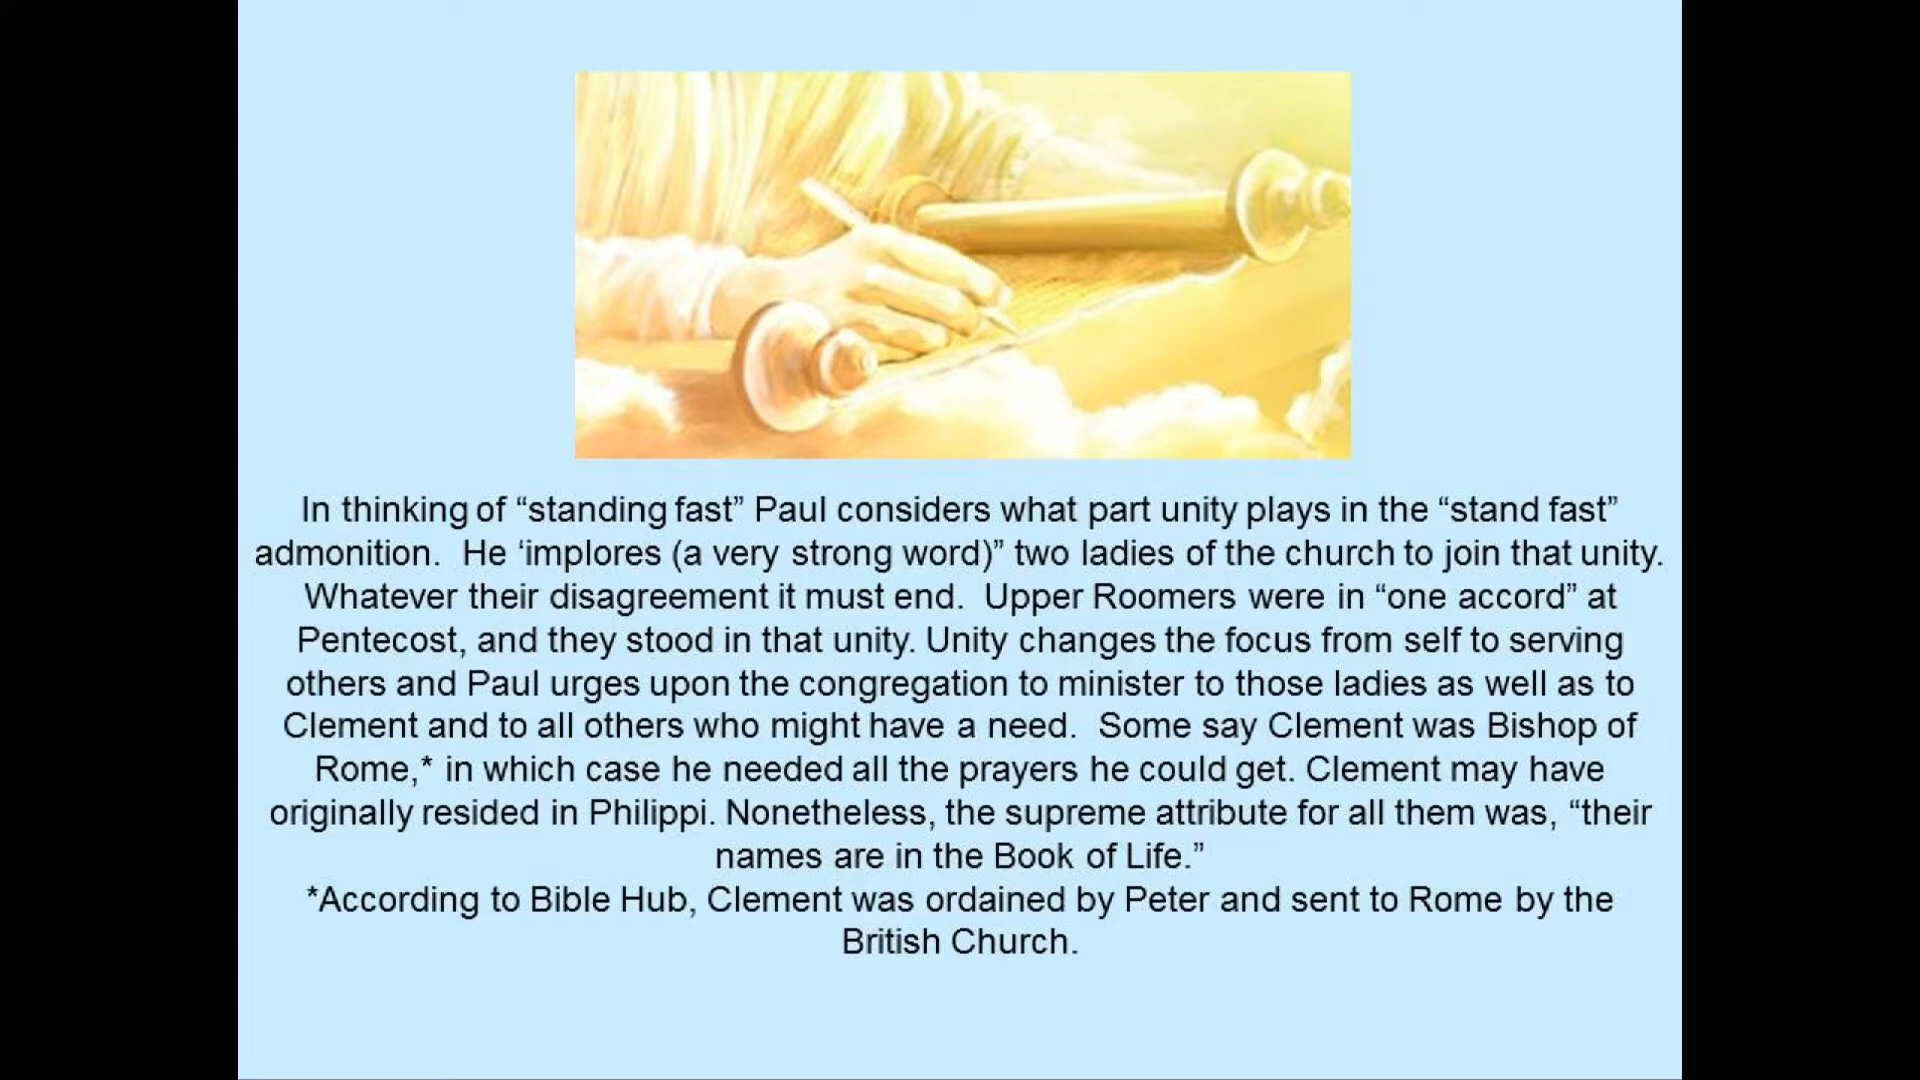 In thinking of “standing fast” Paul considers what part unity plays in the “stand fast”
admonition.  He ‘implores (a very strong word)” two ladies of the church to join that unity.
Whatever their disagreement it must end.  Upper Roomers were in “one accord” at
Pentecost, and they stood in that unity. Unity changes the focus from self to serving
others and Paul urges upon the congregation to minister to those ladies as well as to
Clement and to all others who might have a need.  Some say Clement was Bishop of
Rome,* in which case he needed all the prayers he could get. Clement may have
originally resided in Philippi. Nonetheless, the supreme attribute for all them was, “their
names are in the Book of Life.”
*According to Bible Hub, Clement was ordained by Peter and sent to Rome by the
British Church.